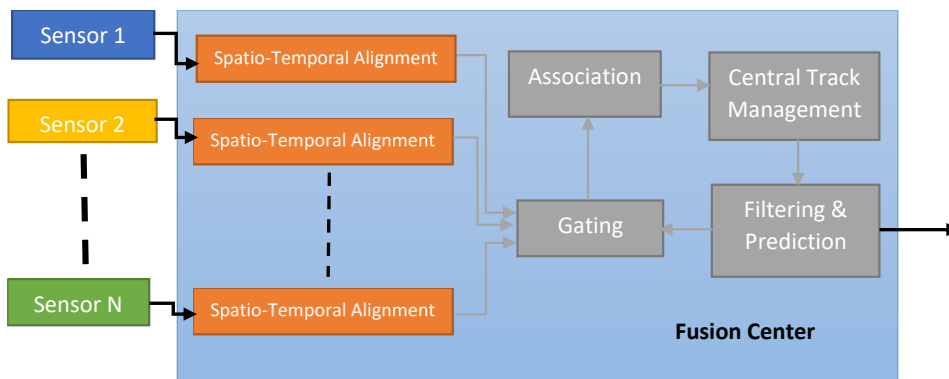 Sensor 1
Spatio-Temporal Alignment
Association
Central Track
Management
Sensor 2
Spatio-Temporal Alignment
Gating
Filtering &
Prediction
Sensor N
Spatio-Temporal Alignment
Fusion Center